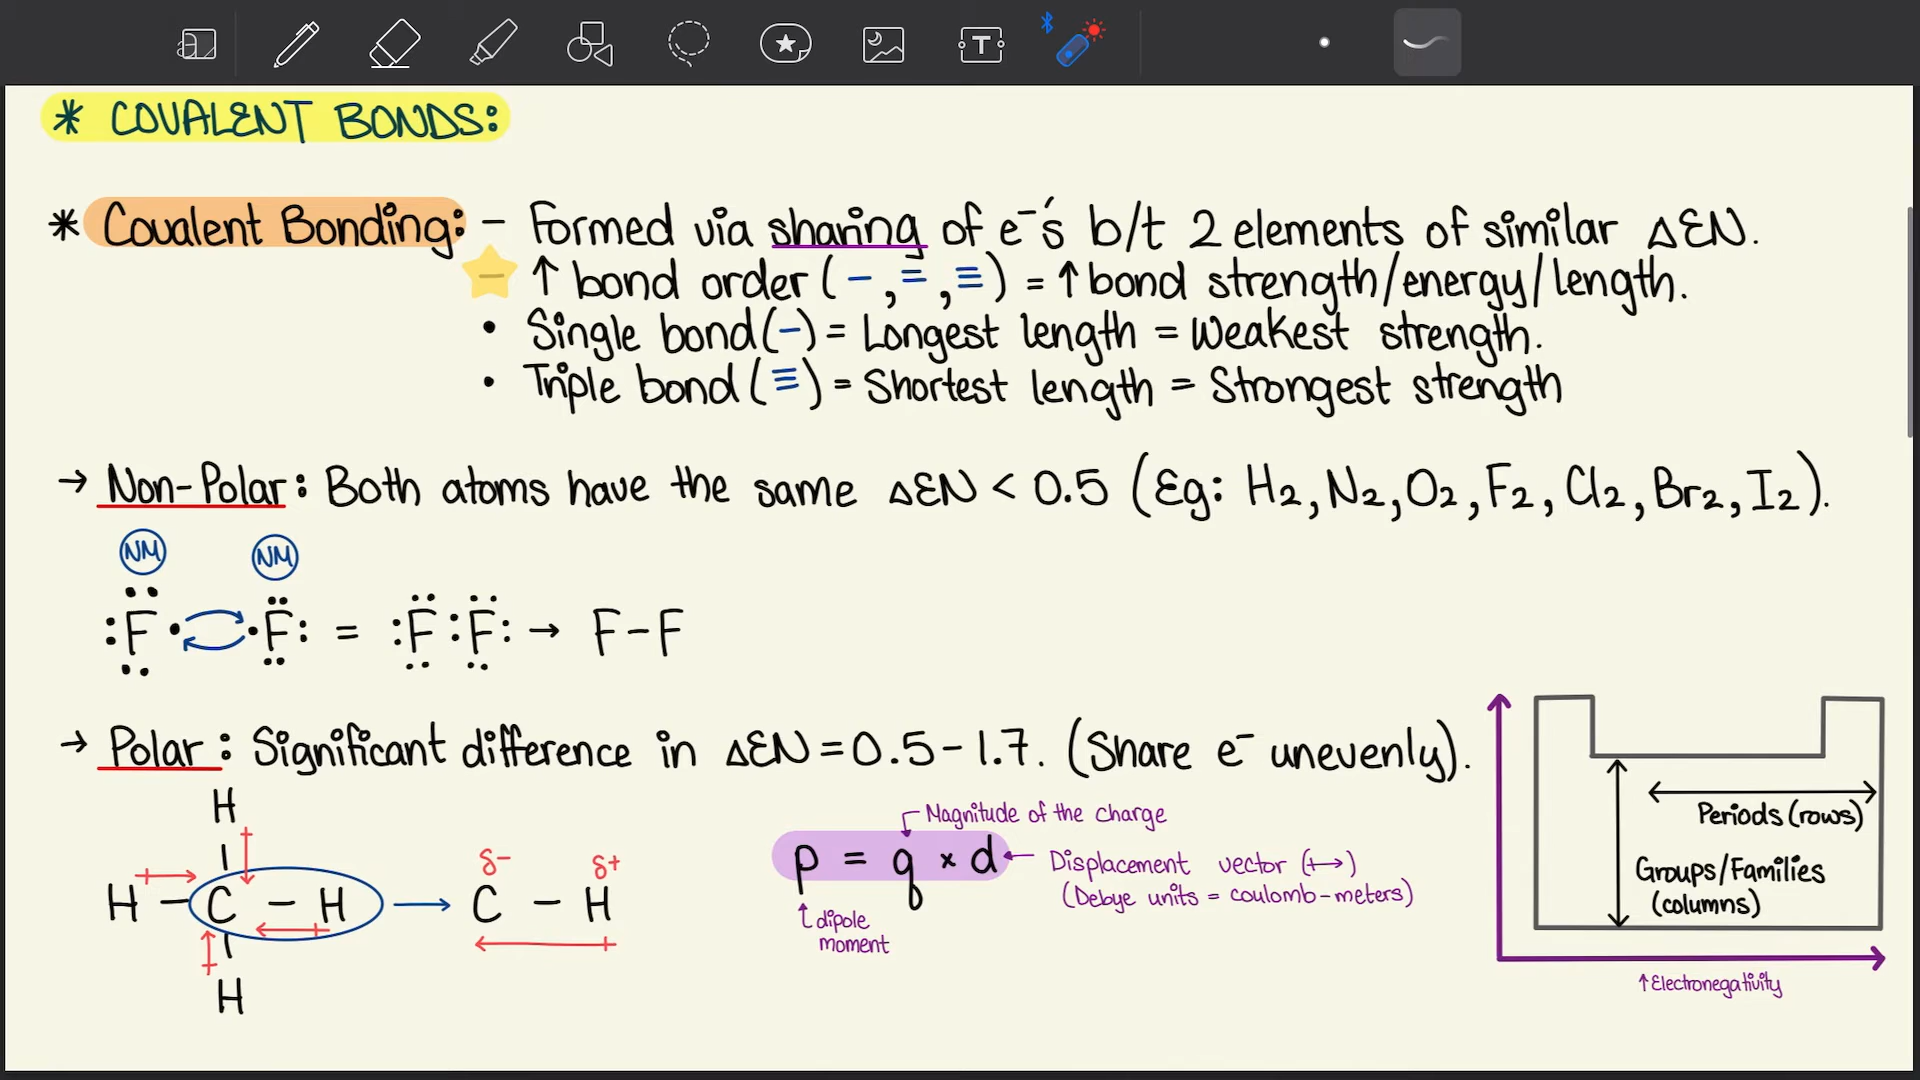 * COVALENT BONDS:
* Covalent Bonding: - Formed via sharing of e⁻'s b/t 2 elements of similar ΔEN.
- ↑ bond order (-, =, ≡) = ↑ bond strength/energy/length.
• Single bond (-) = Longest length = Weakest strength.
• Triple bond (≡) = Shortest length = Strongest strength
→ Non-Polar: Both atoms have the same ΔEN < 0.5 (Eg: H₂, N₂, O₂, F₂, Cl₂, Br₂, I₂).
NM NM
:F· ·F: = :F:F: → F-F
→ Polar: Significant difference in ΔEN = 0.5-1.7. (Share e⁻ unevenly).
H
H-C-H → C - H
δ- δ+
H
Magnitude of the charge
p = q × d
Displacement vector (↦)
(Debye units = coulomb-meters)
dipole
moment
Periods (rows)
Groups/Families
(columns)
↑Electronegativity